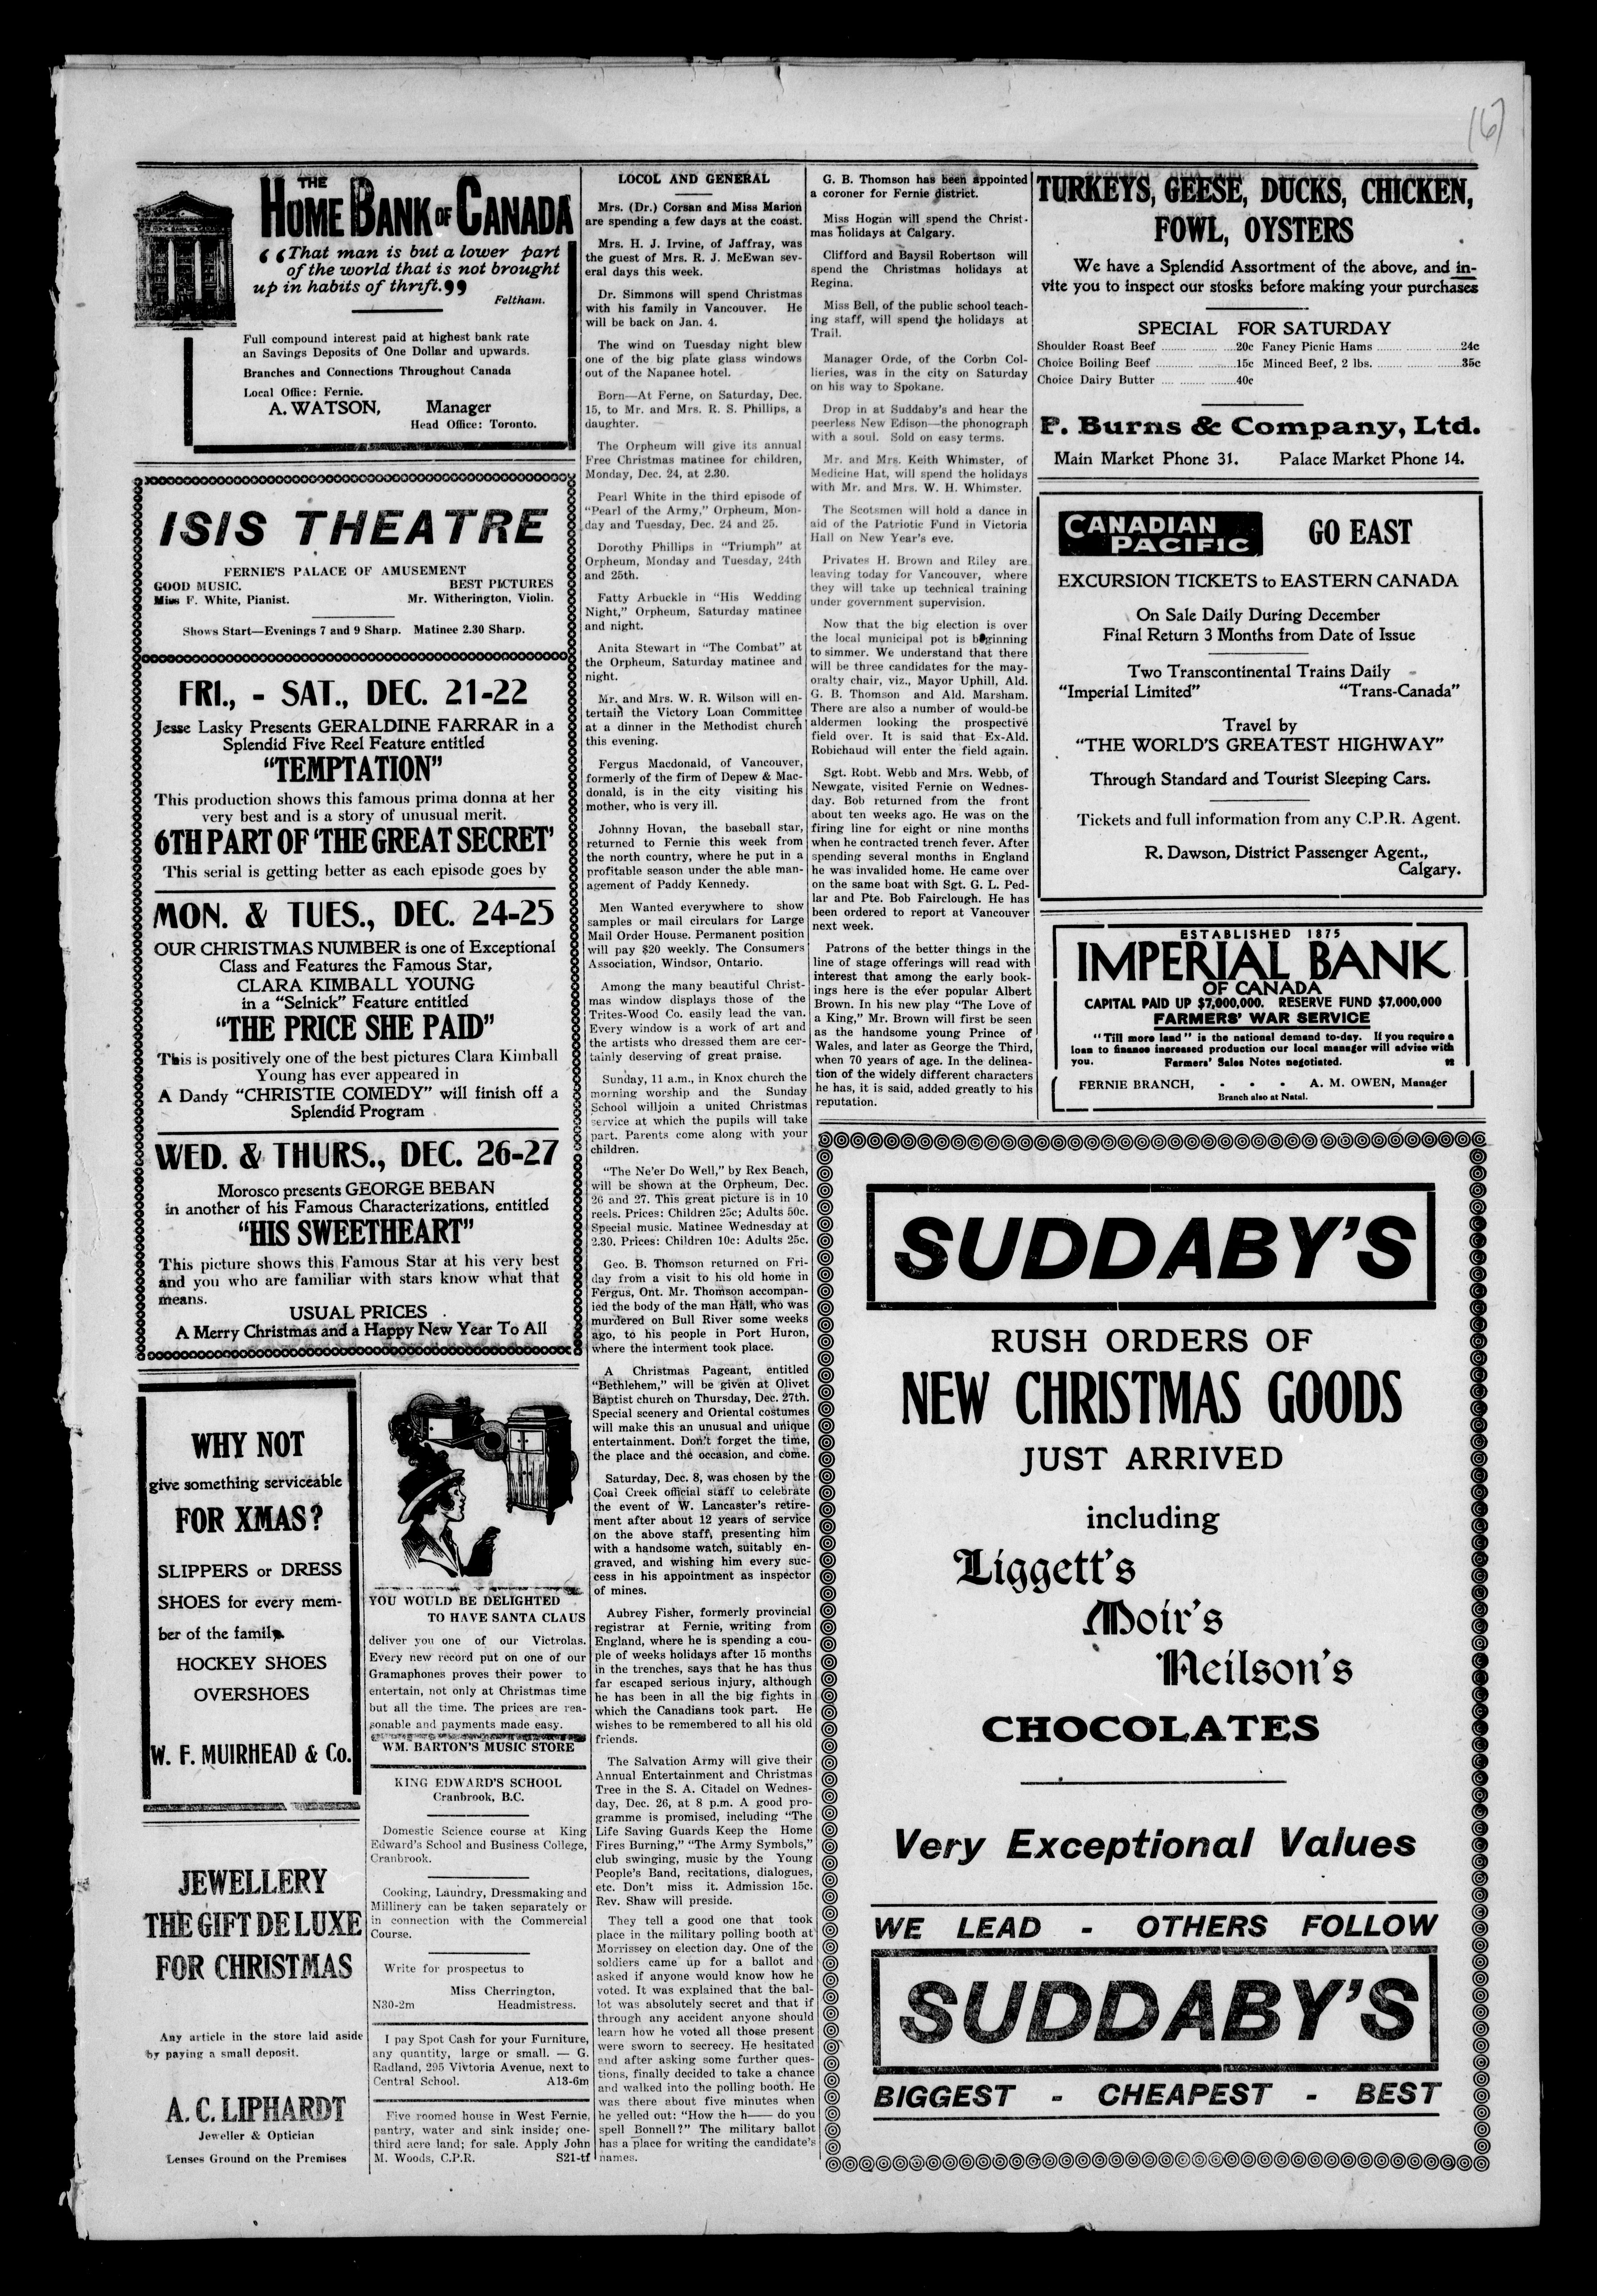 (6)
THE
HOME BANK OF CANADA
“That man is but a lower part
of the world that is not brought
up in habits of thrift.”
Feltham.
Full compound interest paid at highest bank rate
an Savings Deposits of One Dollar and upwards.
Branches and Connections Throughout Canada
Local Office: Fernie.
A. WATSON, Manager
Head Office: Toronto.
ISIS THEATRE
FERNIE'S PALACE OF AMUSEMENT
GOOD MUSIC. BEST PICTURES
Miss F. White, Pianist. Mr. Witherington, Violin.
Shows Start—Evenings 7 and 9 Sharp. Matinee 2.30 Sharp.
FRI., - SAT., DEC. 21-22
Jesse Lasky Presents GERALDINE FARRAR in a
Splendid Five Reel Feature entitled
“TEMPTATION”
This production shows this famous prima donna at her
very best and is a story of unusual merit.
6TH PART OF ‘THE GREAT SECRET’
This serial is getting better as each episode goes by
MON. & TUES., DEC. 24-25
OUR CHRISTMAS NUMBER is one of Exceptional
Class and Features the Famous Star,
CLARA KIMBALL YOUNG
in a “Selnick” Feature entitled
“THE PRICE SHE PAID”
This is positively one of the best pictures Clara Kimball
Young has ever appeared in
A Dandy “CHRISTIE COMEDY” will finish off a
Splendid Program
WED. & THURS., DEC. 26-27
Morosco presents GEORGE BEBAN
in another of his Famous Characterizations, entitled
“HIS SWEETHEART”
This picture shows this Famous Star at his very best
and you who are familiar with stars know what that
means.
USUAL PRICES
A Merry Christmas and a Happy New Year To All
WHY NOT
give something serviceable
FOR XMAS?
SLIPPERS or DRESS
SHOES for every mem-
ber of the family.
HOCKEY SHOES
OVERSHOES
W. F. MUIRHEAD & Co.
JEWELLERY
THE GIFT DE LUXE
FOR CHRISTMAS
Any article in the store laid aside
by paying a small deposit.
A. C. LIPHARDT
Jeweller & Optician
Lenses Ground on the Premises
YOU WOULD BE DELIGHTED
TO HAVE SANTA CLAUS
deliver you one of our Victrolas.
Every new record put on one of our
Gramaphones proves their power to
entertain, not only at Christmas time
but all the time. The prices are rea-
sonable and payments made easy.
WM. BARTON'S MUSIC STORE
KING EDWARD'S SCHOOL
Cranbrook, B.C.
Domestic Science course at King
Edward's School and Business College,
Cranbrook.
Cooking, Laundry, Dressmaking and
Millinery can be taken separately or
in connection with the Commercial
Course.
Write for prospectus to
Miss Cherrington,
N30-2m Headmistress.
I pay Spot Cash for your Furniture,
any quantity, large or small. — G.
Radland, 295 Victoria Avenue, next to
Central School. A13-6m
Five roomed house in West Fernie,
pantry, water and sink inside; one-
third acre land; for sale. Apply John
M. Woods, C.P.R. S21-tf
LOCOL AND GENERAL
Mrs. (Dr.) Corsan and Miss Marion
are spending a few days at the coast.
Mrs. H. J. Irvine, of Jaffray, was
the guest of Mrs. R. J. McEwan sev-
eral days this week.
Dr. Simmons will spend Christmas
with his family in Vancouver. He
will be back on Jan. 4.
The wind on Tuesday night blew
one of the big plate glass windows
out of the Napanee hotel.
Born—At Ferne, on Saturday, Dec.
15, to Mr. and Mrs. R. S. Phillips, a
daughter.
The Orpheum will give its annual
Free Christmas matinee for children,
Monday, Dec. 24, at 2.30.
Pearl White in the third episode of
“Pearl of the Army,” Orpheum, Mon-
day and Tuesday, Dec. 24 and 25.
Dorothy Phillips in “Triumph” at
Orpheum, Monday and Tuesday, 24th
and 25th.
Fatty Arbuckle in “His Wedding
Night,” Orpheum, Saturday matinee
and night.
Anita Stewart in “The Combat” at
the Orpheum, Saturday matinee and
night.
Mr. and Mrs. W. R. Wilson will en-
tertain the Victory Loan Committee
at a dinner in the Methodist church
this evening.
Fergus Macdonald, of Vancouver,
formerly of the firm of Depew & Mac-
donald, is in the city visiting his
mother, who is very ill.
Johnny Hovan, the baseball star,
returned to Fernie this week from
the north country, where he put in a
profitable season under the able man-
agement of Paddy Kennedy.
Men Wanted everywhere to show
samples or mail circulars for Large
Mail Order House. Permanent position
will pay $20 weekly. The Consumers
Association, Windsor, Ontario.
Among the many beautiful Christ-
mas window displays those of the
Trites-Wood Co. easily lead the van.
Every window is a work of art and
the artists who dressed them are cer-
tainly deserving of great praise.
Sunday, 11 a.m., in Knox church the
morning worship and the Sunday
School willjoin a united Christmas
service at which the pupils will take
part. Parents come along with your
children.
“The Ne'er Do Well,” by Rex Beach,
will be shown at the Orpheum, Dec.
26 and 27. This great picture is in 10
reels. Prices: Children 25c; Adults 50c.
Special music. Matinee Wednesday at
2.30. Prices: Children 10c: Adults 25c.
Geo. B. Thomson returned on Fri-
day from a visit to his old home in
Fergus, Ont. Mr. Thomson accompan-
ied the body of the man Hall, who was
murdered on Bull River some weeks
ago, to his people in Port Huron,
where the interment took place.
A Christmas Pageant, entitled
“Bethlehem,” will be given at Olivet
Baptist church on Thursday, Dec. 27th.
Special scenery and Oriental costumes
will make this an unusual and unique
entertainment. Don't forget the time,
the place and the occasion, and come.
Saturday, Dec. 8, was chosen by the
Coal Creek official staff to celebrate
the event of W. Lancaster's retire-
ment after about 12 years of service
on the above staff, presenting him
with a handsome watch, suitably en-
graved, and wishing him every suc-
cess in his appointment as inspector
of mines.
Aubrey Fisher, formerly provincial
registrar at Fernie, writing from
England, where he is spending a cou-
ple of weeks holidays after 15 months
in the trenches, says that he has thus
far escaped serious injury, although
he has been in all the big fights in
which the Canadians took part. He
wishes to be remembered to all his old
friends.
The Salvation Army will give their
Annual Entertainment and Christmas
Tree in the S. A. Citadel on Wednes-
day, Dec. 26, at 8 p.m. A good pro-
gramme is promised, including “The
Life Saving Guards Keep the Home
Fires Burning,” “The Army Symbols,”
club swinging, music by the Young
People's Band, recitations, dialogues,
etc. Don't miss it. Admission 15c.
Rev. Shaw will preside.
They tell a good one that took
place in the military polling booth at
Morrissey on election day. One of the
soldiers came up for a ballot and
asked if anyone would know how he
voted. It was explained that the bal-
lot was absolutely secret and that if
through any accident anyone should
learn how he voted all those present
were sworn to secrecy. He hesitated
and after asking some further ques-
tions, finally decided to take a chance
and walked into the polling booth. He
was there about five minutes when
he yelled out: “How the h—— do you
spell Bonnell?” The military ballot
has a place for writing the candidate's
names.
G. B. Thomson has been appointed
a coroner for Fernie district.
Miss Hogan will spend the Christ-
mas holidays at Calgary.
Clifford and Baysil Robertson will
spend the Christmas holidays at
Regina.
Miss Bell, of the public school teach-
ing staff, will spend the holidays at
Trail.
Manager Orde, of the Corbn Col-
lieries, was in the city on Saturday
on his way to Spokane.
Drop in at Suddaby's and hear the
peerless New Edison—the phonograph
with a soul. Sold on easy terms.
Mr. and Mrs. Keith Whimster, of
Medicine Hat, will spend the holidays
with Mr. and Mrs. W. H. Whimster.
The Scotsmen will hold a dance in
aid of the Patriotic Fund in Victoria
Hall on New Year's eve.
Privates H. Brown and Riley are
leaving today for Vancouver, where
they will take up technical training
under government supervision.
Now that the big election is over
the local municipal pot is beginning
to simmer. We understand that there
will be three candidates for the may-
oralty chair, viz., Mayor Uphill, Ald.
G. B. Thomson and Ald. Marsham.
There are also a number of would-be
aldermen looking the prospective
field over. It is said that Ex-Ald.
Robichaud will enter the field again.
Sgt. Robt. Webb and Mrs. Webb, of
Newgate, visited Fernie on Wednes-
day. Bob returned from the front
about ten weeks ago. He was on the
firing line for eight or nine months
when he contracted trench fever. After
spending several months in England
he was invalided home. He came over
on the same boat with Sgt. G. L. Ped-
lar and Pte. Bob Fairclough. He has
been ordered to report at Vancouver
next week.
Patrons of the better things in the
line of stage offerings will read with
interest that among the early book-
ings here is the ever popular Albert
Brown. In his new play “The Love of
a King,” Mr. Brown will first be seen
as the handsome young Prince of
Wales, and later as George the Third,
when 70 years of age. In the delinea-
tion of the widely different characters
he has, it is said, added greatly to his
reputation.
TURKEYS, GEESE, DUCKS, CHICKEN,
FOWL, OYSTERS
We have a Splendid Assortment of the above, and in-
vite you to inspect our stosks before making your purchases
SPECIAL FOR SATURDAY
Shoulder Roast Beef ........ 20c Fancy Picnic Hams ........ 24c
Choice Boiling Beef ........ 15c Minced Beef, 2 lbs. ........ 35c
Choice Dairy Butter ........ 40c
P. Burns & Company, Ltd.
Main Market Phone 31. Palace Market Phone 14.
CANADIAN
PACIFIC
GO EAST
EXCURSION TICKETS to EASTERN CANADA
On Sale Daily During December
Final Return 3 Months from Date of Issue
Two Transcontinental Trains Daily
“Imperial Limited” “Trans-Canada”
Travel by
“THE WORLD'S GREATEST HIGHWAY”
Through Standard and Tourist Sleeping Cars.
Tickets and full information from any C.P.R. Agent.
R. Dawson, District Passenger Agent.,
Calgary.
ESTABLISHED 1875
IMPERIAL BANK
OF CANADA
CAPITAL PAID UP $7,000,000. RESERVE FUND $7,000,000
FARMERS' WAR SERVICE
“Till more land” is the national demand to-day. If you require a
loan to finance increased production our local manager will advise with
you. Farmers' Sales Notes negotiated. 92
FERNIE BRANCH, - - - A. M. OWEN, Manager
Branch also at Natal.
SUDDABY'S
RUSH ORDERS OF
NEW CHRISTMAS GOODS
JUST ARRIVED
including
Liggett's
Moir's
Neilson's
CHOCOLATES
Very Exceptional Values
WE LEAD - OTHERS FOLLOW
SUDDABY'S
BIGGEST - CHEAPEST - BEST